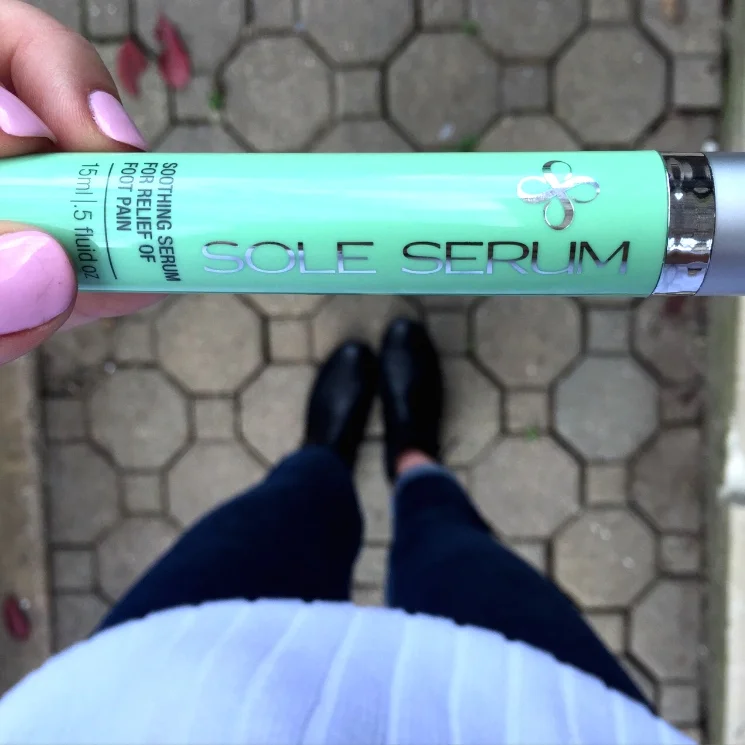 SOLE SERUM
SOOTHING SERUM
FOR RELIEF OF
FOOT PAIN
15ml|.5 fluid oz